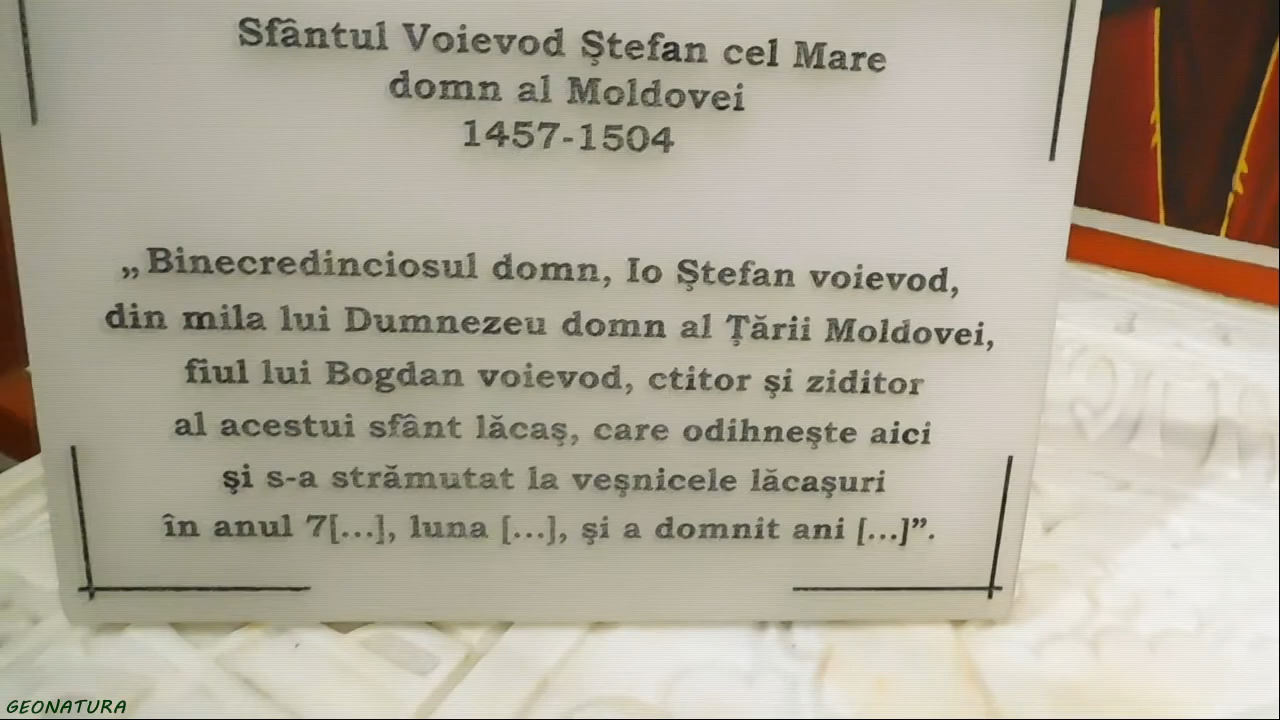 Sfântul Voievod Ştefan cel Mare
domn al Moldovei
1457-1504
„Binecredinciosul domn, Io Ştefan voievod,
din mila lui Dumnezeu domn al Ţării Moldovei,
fiul lui Bogdan voievod, ctitor şi ziditor
al acestui sfânt lăcaş, care odihneşte aici
şi s-a strămutat la veşnicele lăcaşuri
în anul 7[...], luna [...], şi a domnit ani [...]”.
GEONATURA